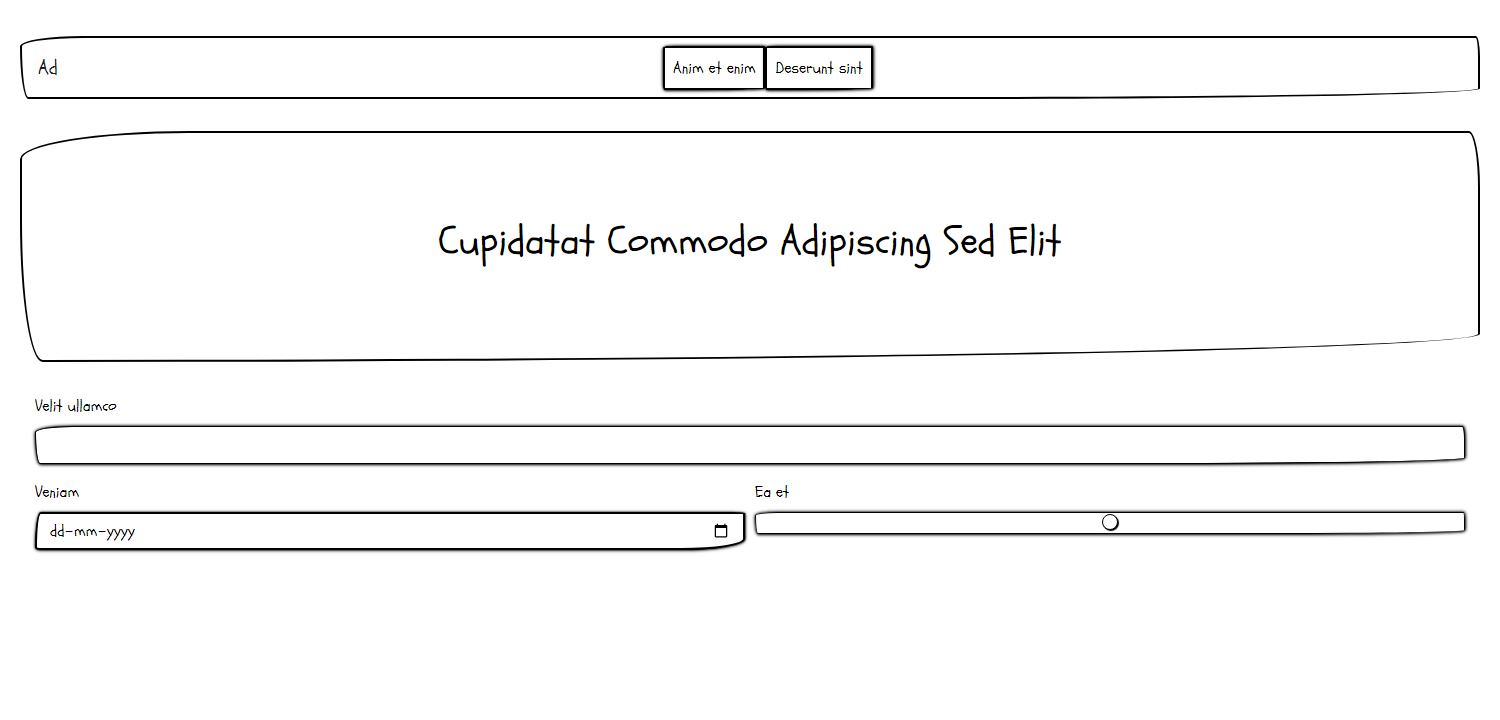 Ad
Anim et enim
Deserunt sint
Cupidatat Commodo Adipiscing Sed Elit
Velit ullamco
Veniam
Ea et
dd-mm-yyyy